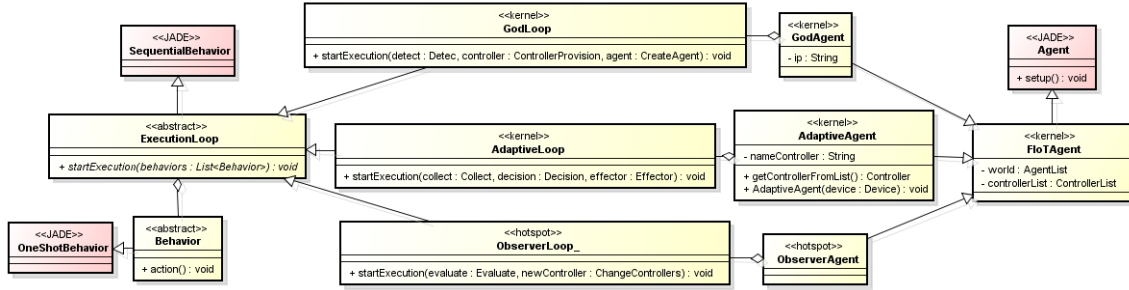 <<JADE>>
SequentialBehavior
<<kernel>>
GodLoop
+ startExecution(detect : Detec, controller : ControllerProvision, agent : CreateAgent) : void
<<kernel>>
GodAgent
- ip : String
<<JADE>>
Agent
+ setup() : void
<<abstract>>
ExecutionLoop
+ startExecution(behaviors : List<Behavior>) : void
<<kernel>>
AdaptiveLoop
+ startExecution(collect : Collect, decision : Decision, effector : Effector) : void
<<kernel>>
AdaptiveAgent
- nameController : String
+ getControllerFromList() : Controller
+ AdaptiveAgent(device : Device) : void
<<kernel>>
FIoTAgent
- world : AgentList
- controllerList : ControllerList
<<JADE>>
OneShotBehavior
<<abstract>>
Behavior
+ action() : void
<<hotspot>>
ObserverLoop_
+ startExecution(evaluate : Evaluate, newController : ChangeControllers) : void
<<hotspot>>
ObserverAgent